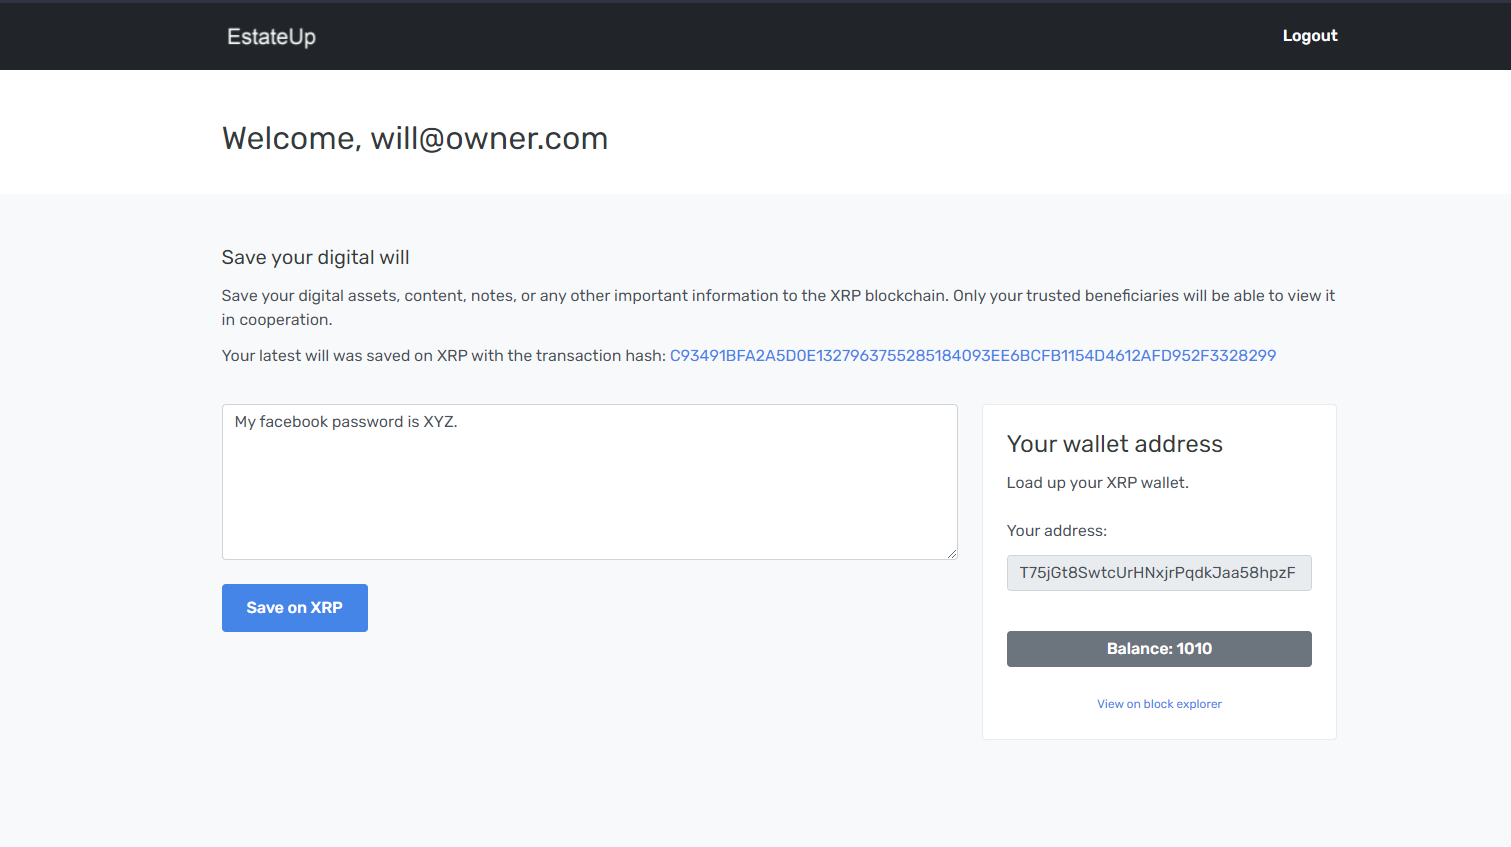 EstateUp
Logout
Welcome, will@owner.com
Save your digital will
Save your digital assets, content, notes, or any other important information to the XRP blockchain. Only your trusted beneficiaries will be able to view it
in cooperation.
Your latest will was saved on XRP with the transaction hash: C93491BFA2A5D0E1327963755285184093EE6BCFB1154D4612AFD952F3328299
My facebook password is XYZ.
Save on XRP
Your wallet address
Load up your XRP wallet.
Your address:
T75jGt8SwtcUrHNxjrPqdkJaa58hpzF
Balance: 1010
View on block explorer